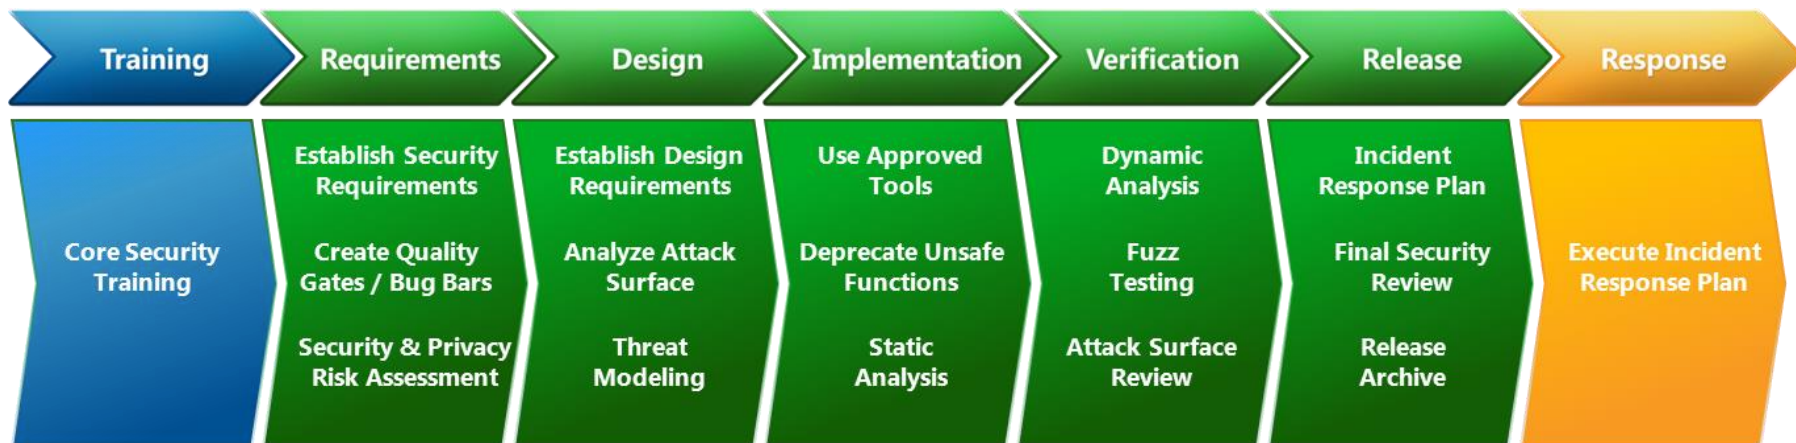 Training
Requirements
Design
Implementation
Verification
Release
Response
Core Security
Training
Establish Security
Requirements
Create Quality
Gates / Bug Bars
Security & Privacy
Risk Assessment
Establish Design
Requirements
Analyze Attack
Surface
Threat
Modeling
Use Approved
Tools
Deprecate Unsafe
Functions
Static
Analysis
Dynamic
Analysis
Fuzz
Testing
Attack Surface
Review
Incident
Response Plan
Final Security
Review
Release
Archive
Execute Incident
Response Plan